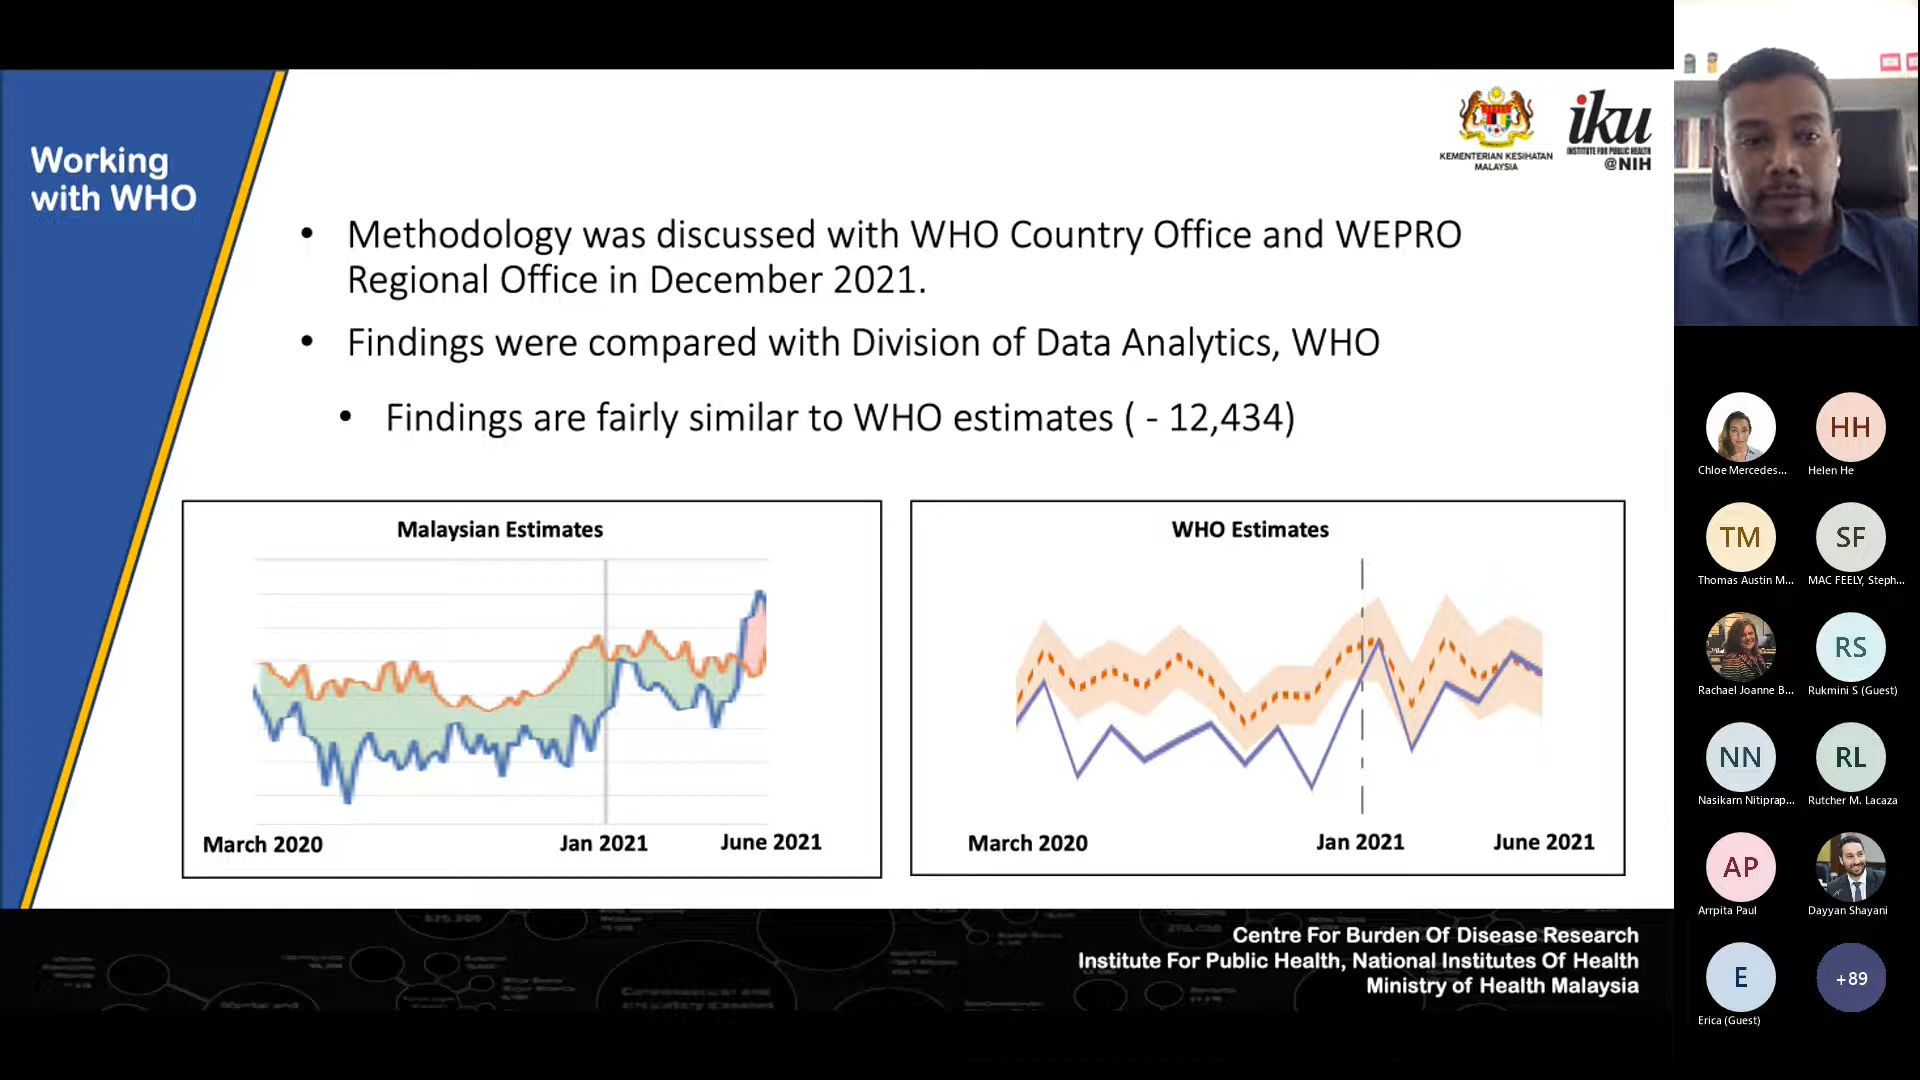 Working
with WHO
KEMENTERIAN KESIHATAN
MALAYSIA
iku
INSTITUTE FOR PUBLIC HEALTH
@NIH
• Methodology was discussed with WHO Country Office and WEPRO
Regional Office in December 2021.
• Findings were compared with Division of Data Analytics, WHO
• Findings are fairly similar to WHO estimates ( - 12,434)
Malaysian Estimates
March 2020
Jan 2021
June 2021
WHO Estimates
March 2020
Jan 2021
June 2021
Centre For Burden Of Disease Research
Institute For Public Health, National Institutes Of Health
Ministry of Health Malaysia
Chloe Mercedes...
HH
Helen He
TM
Thomas Austin M...
SF
MAC FEELY, Steph...
Rachael Joanne B...
RS
Rukmini S (Guest)
NN
Nasikarn Nitiprap...
RL
Rutcher M. Lacaza
AP
Arrpita Paul
Dayyan Shayani
E
Erica (Guest)
+89